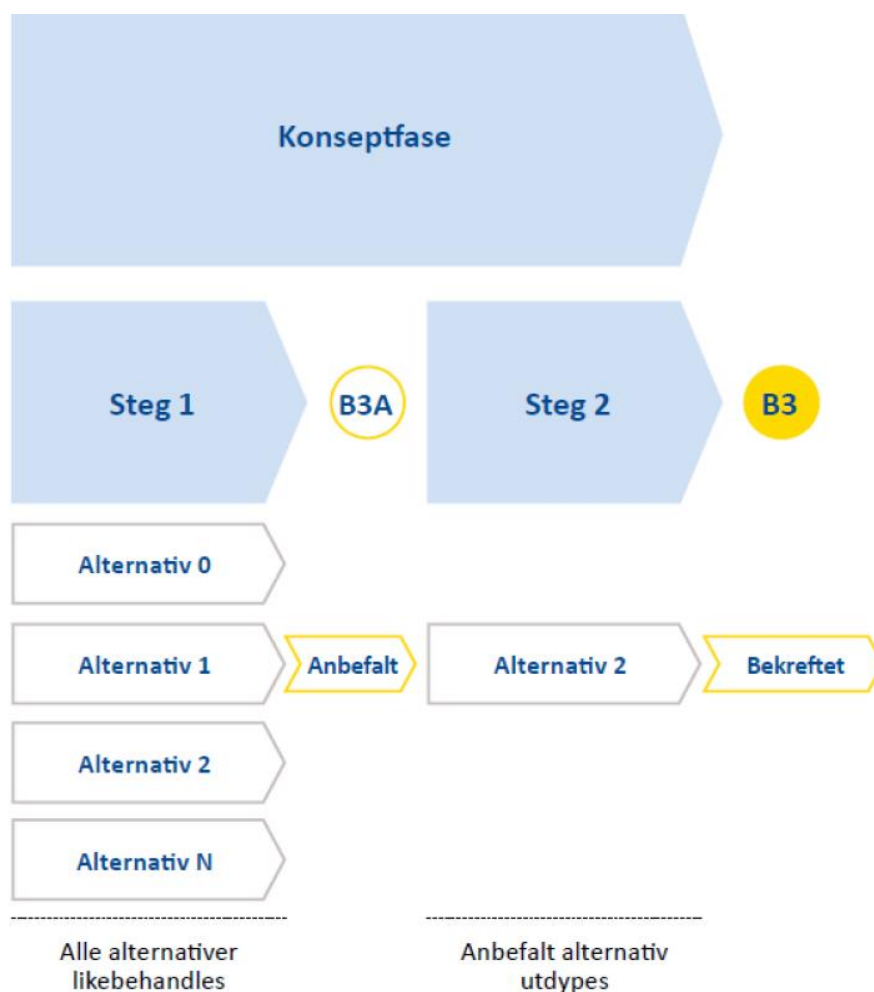 Konseptfase
Steg 1
B3A
Steg 2
B3
Alternativ 0
Alternativ 1
Anbefalt
Alternativ 2
Bekreftet
Alternativ 2
Alternativ N
Alle alternativer
likebehandles
Anbefalt alternativ
utdypes